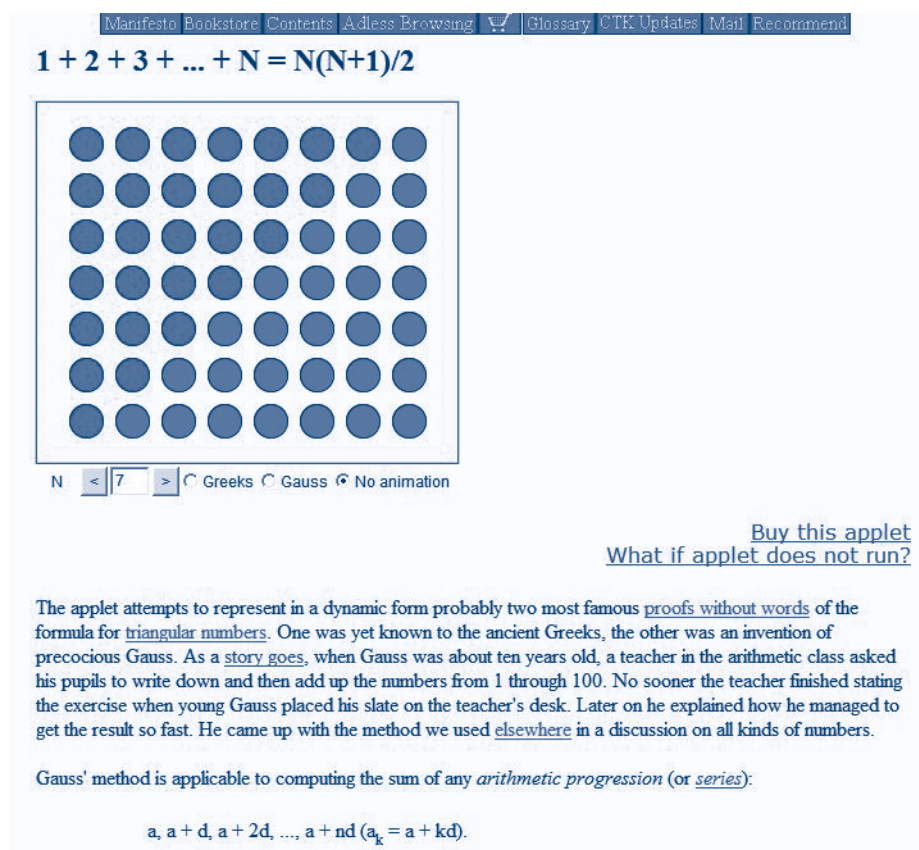 Manifesto Bookstore Contents Adless Browsing Glossary CTK Updates Mail Recommend
1 + 2 + 3 + ... + N = N(N+1)/2
N < 7 > Greeks Gauss No animation
Buy this applet
What if applet does not run?
The applet attempts to represent in a dynamic form probably two most famous proofs without words of the
formula for triangular numbers. One was yet known to the ancient Greeks, the other was an invention of
precocious Gauss. As a story goes, when Gauss was about ten years old, a teacher in the arithmetic class asked
his pupils to write down and then add up the numbers from 1 through 100. No sooner the teacher finished stating
the exercise when young Gauss placed his slate on the teacher's desk. Later on he explained how he managed to
get the result so fast. He came up with the method we used elsewhere in a discussion on all kinds of numbers.
Gauss' method is applicable to computing the sum of any arithmetic progression (or series):
a, a + d, a + 2d, ..., a + nd (aₖ = a + kd).